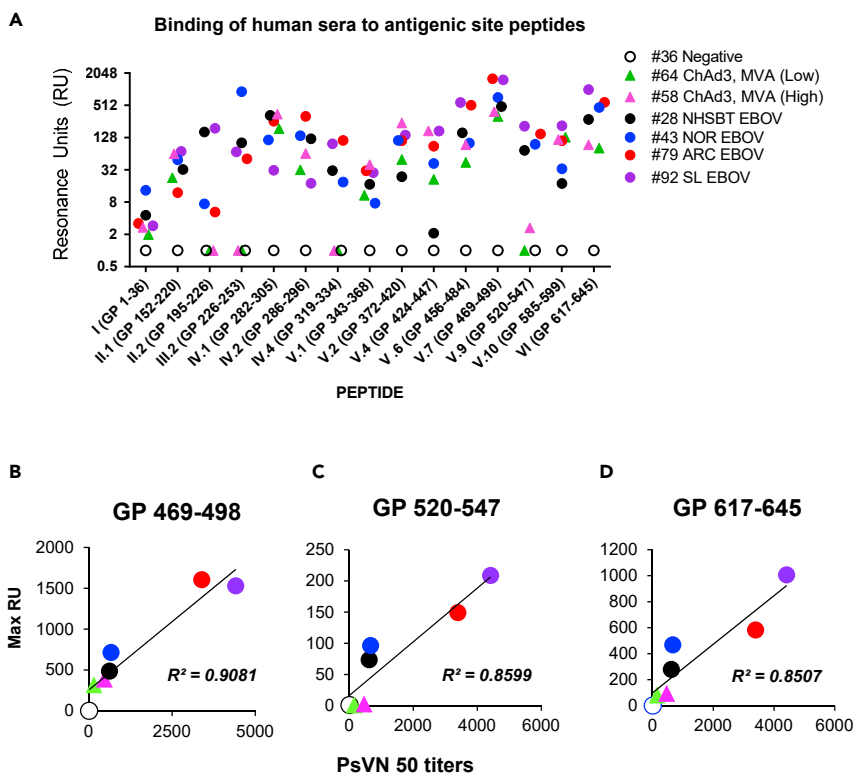 A
Binding of human sera to antigenic site peptides
Resonance Units (RU)
2048
512
128
32
8
2
0.5
#36 Negative
#64 ChAd3, MVA (Low)
#58 ChAd3, MVA (High)
#28 NHSBT EBOV
#43 NOR EBOV
#79 ARC EBOV
#92 SL EBOV
I (GP 1-36)
II.1 (GP 152-220)
II.2 (GP 195-226)
III.2 (GP 226-253)
IV.1 (GP 282-305)
IV.2 (GP 286-296)
IV.4 (GP 319-334)
V.1 (GP 343-368)
V.2 (GP 372-420)
V.4 (GP 424-447)
V.6 (GP 456-484)
V.7 (GP 469-498)
V.9 (GP 520-547)
V.10 (GP 585-599)
VI (GP 617-645)
PEPTIDE
B
GP 469-498
Max RU
2000
1500
1000
500
0
R² = 0.9081
0 2500 5000
C
GP 520-547
250
200
150
100
50
0
R² = 0.8599
0 2000 4000 6000
D
GP 617-645
1200
1000
800
600
400
200
0
R² = 0.8507
0 2000 4000 6000
PsVN 50 titers